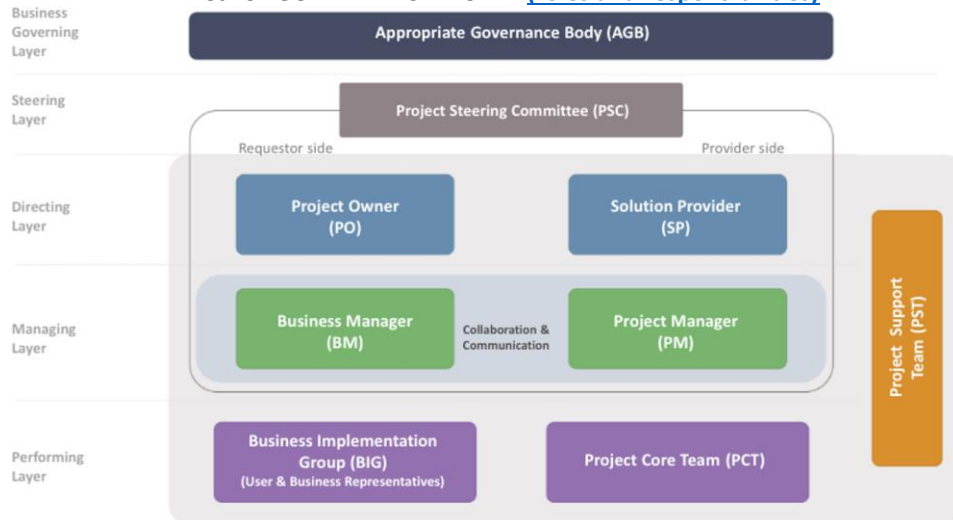 Business
Governing
Layer
Appropriate Governance Body (AGB)
Steering
Layer
Project Steering Committee (PSC)
Requestor side
Provider side
Directing
Layer
Project Owner
(PO)
Solution Provider
(SP)
Managing
Layer
Business Manager
(BM)
Collaboration &
Communication
Project Manager
(PM)
Project Support
Team (PST)
Performing
Layer
Business Implementation
Group (BIG)
(User & Business Representatives)
Project Core Team (PCT)